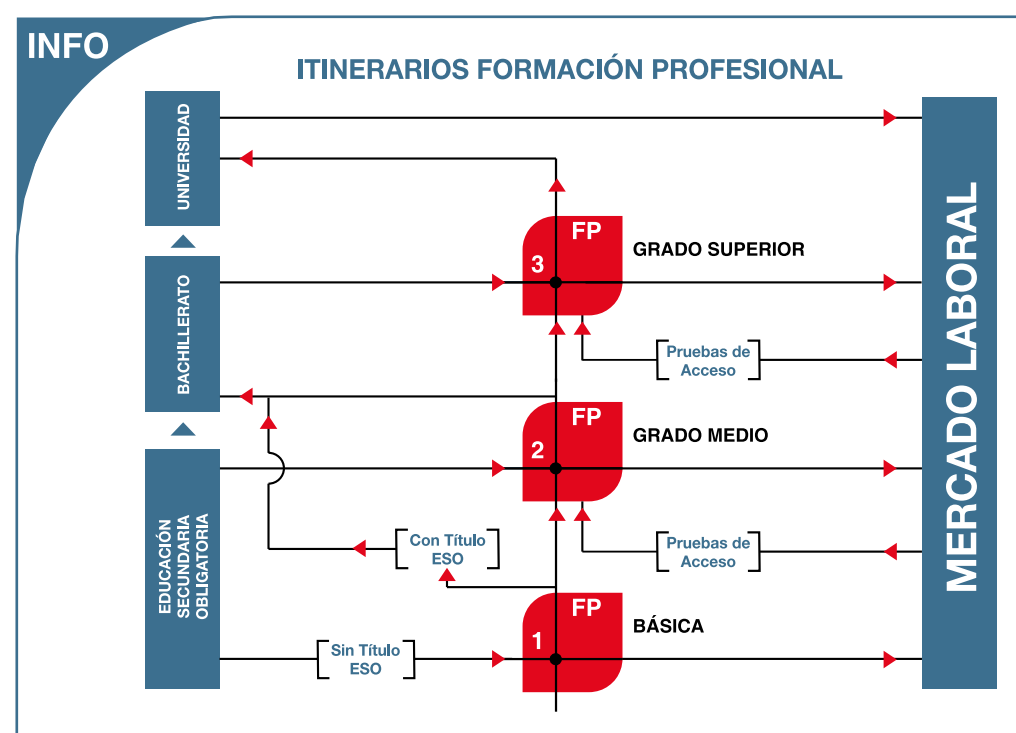 INFO
ITINERARIOS FORMACIÓN PROFESIONAL
UNIVERSIDAD
BACHILLERATO
EDUCACIÓN
SECUNDARIA
OBLIGATORIA
FP
3
GRADO SUPERIOR
Pruebas de
Acceso
FP
2
GRADO MEDIO
Con Título
ESO
Pruebas de
Acceso
FP
1
BÁSICA
Sin Título
ESO
MERCADO LABORAL